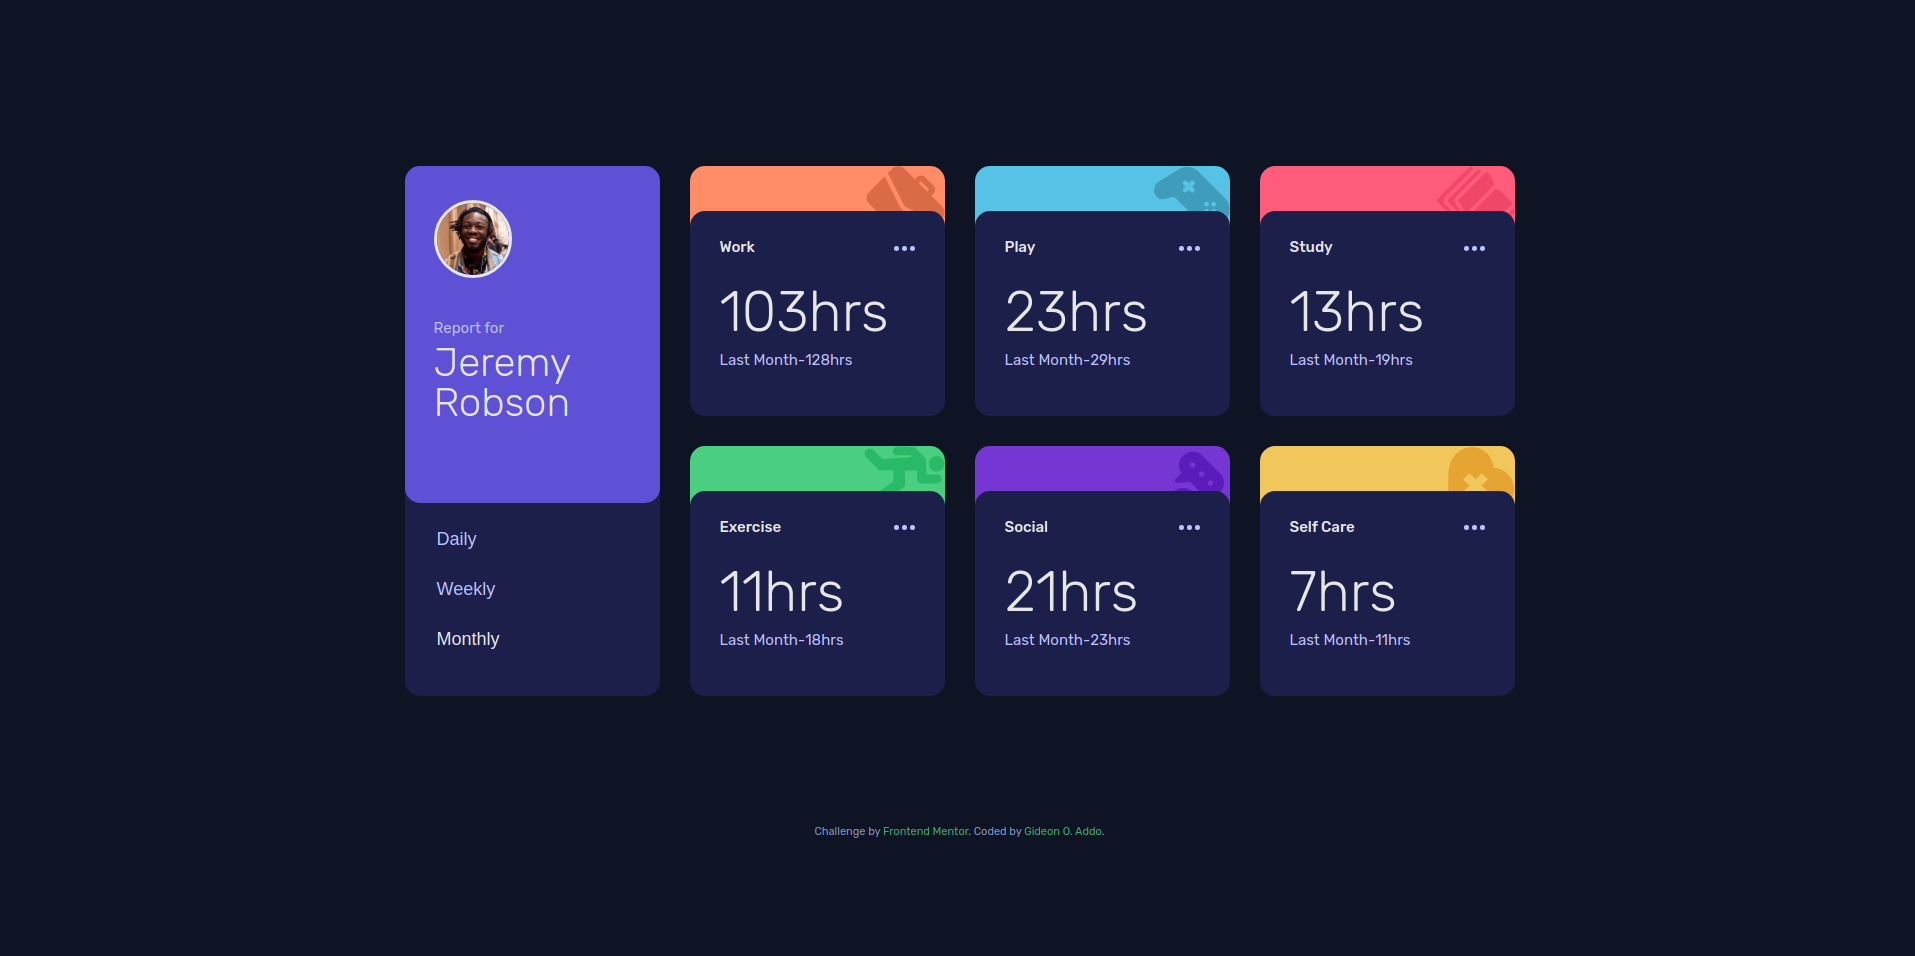 Report for
Jeremy
Robson
Daily
Weekly
Monthly
Work
103hrs
Last Month-128hrs
Play
23hrs
Last Month-29hrs
Study
13hrs
Last Month-19hrs
Exercise
11hrs
Last Month-18hrs
Social
21hrs
Last Month-23hrs
Self Care
7hrs
Last Month-11hrs
Challenge by Frontend Mentor. Coded by Gideon O. Addo.